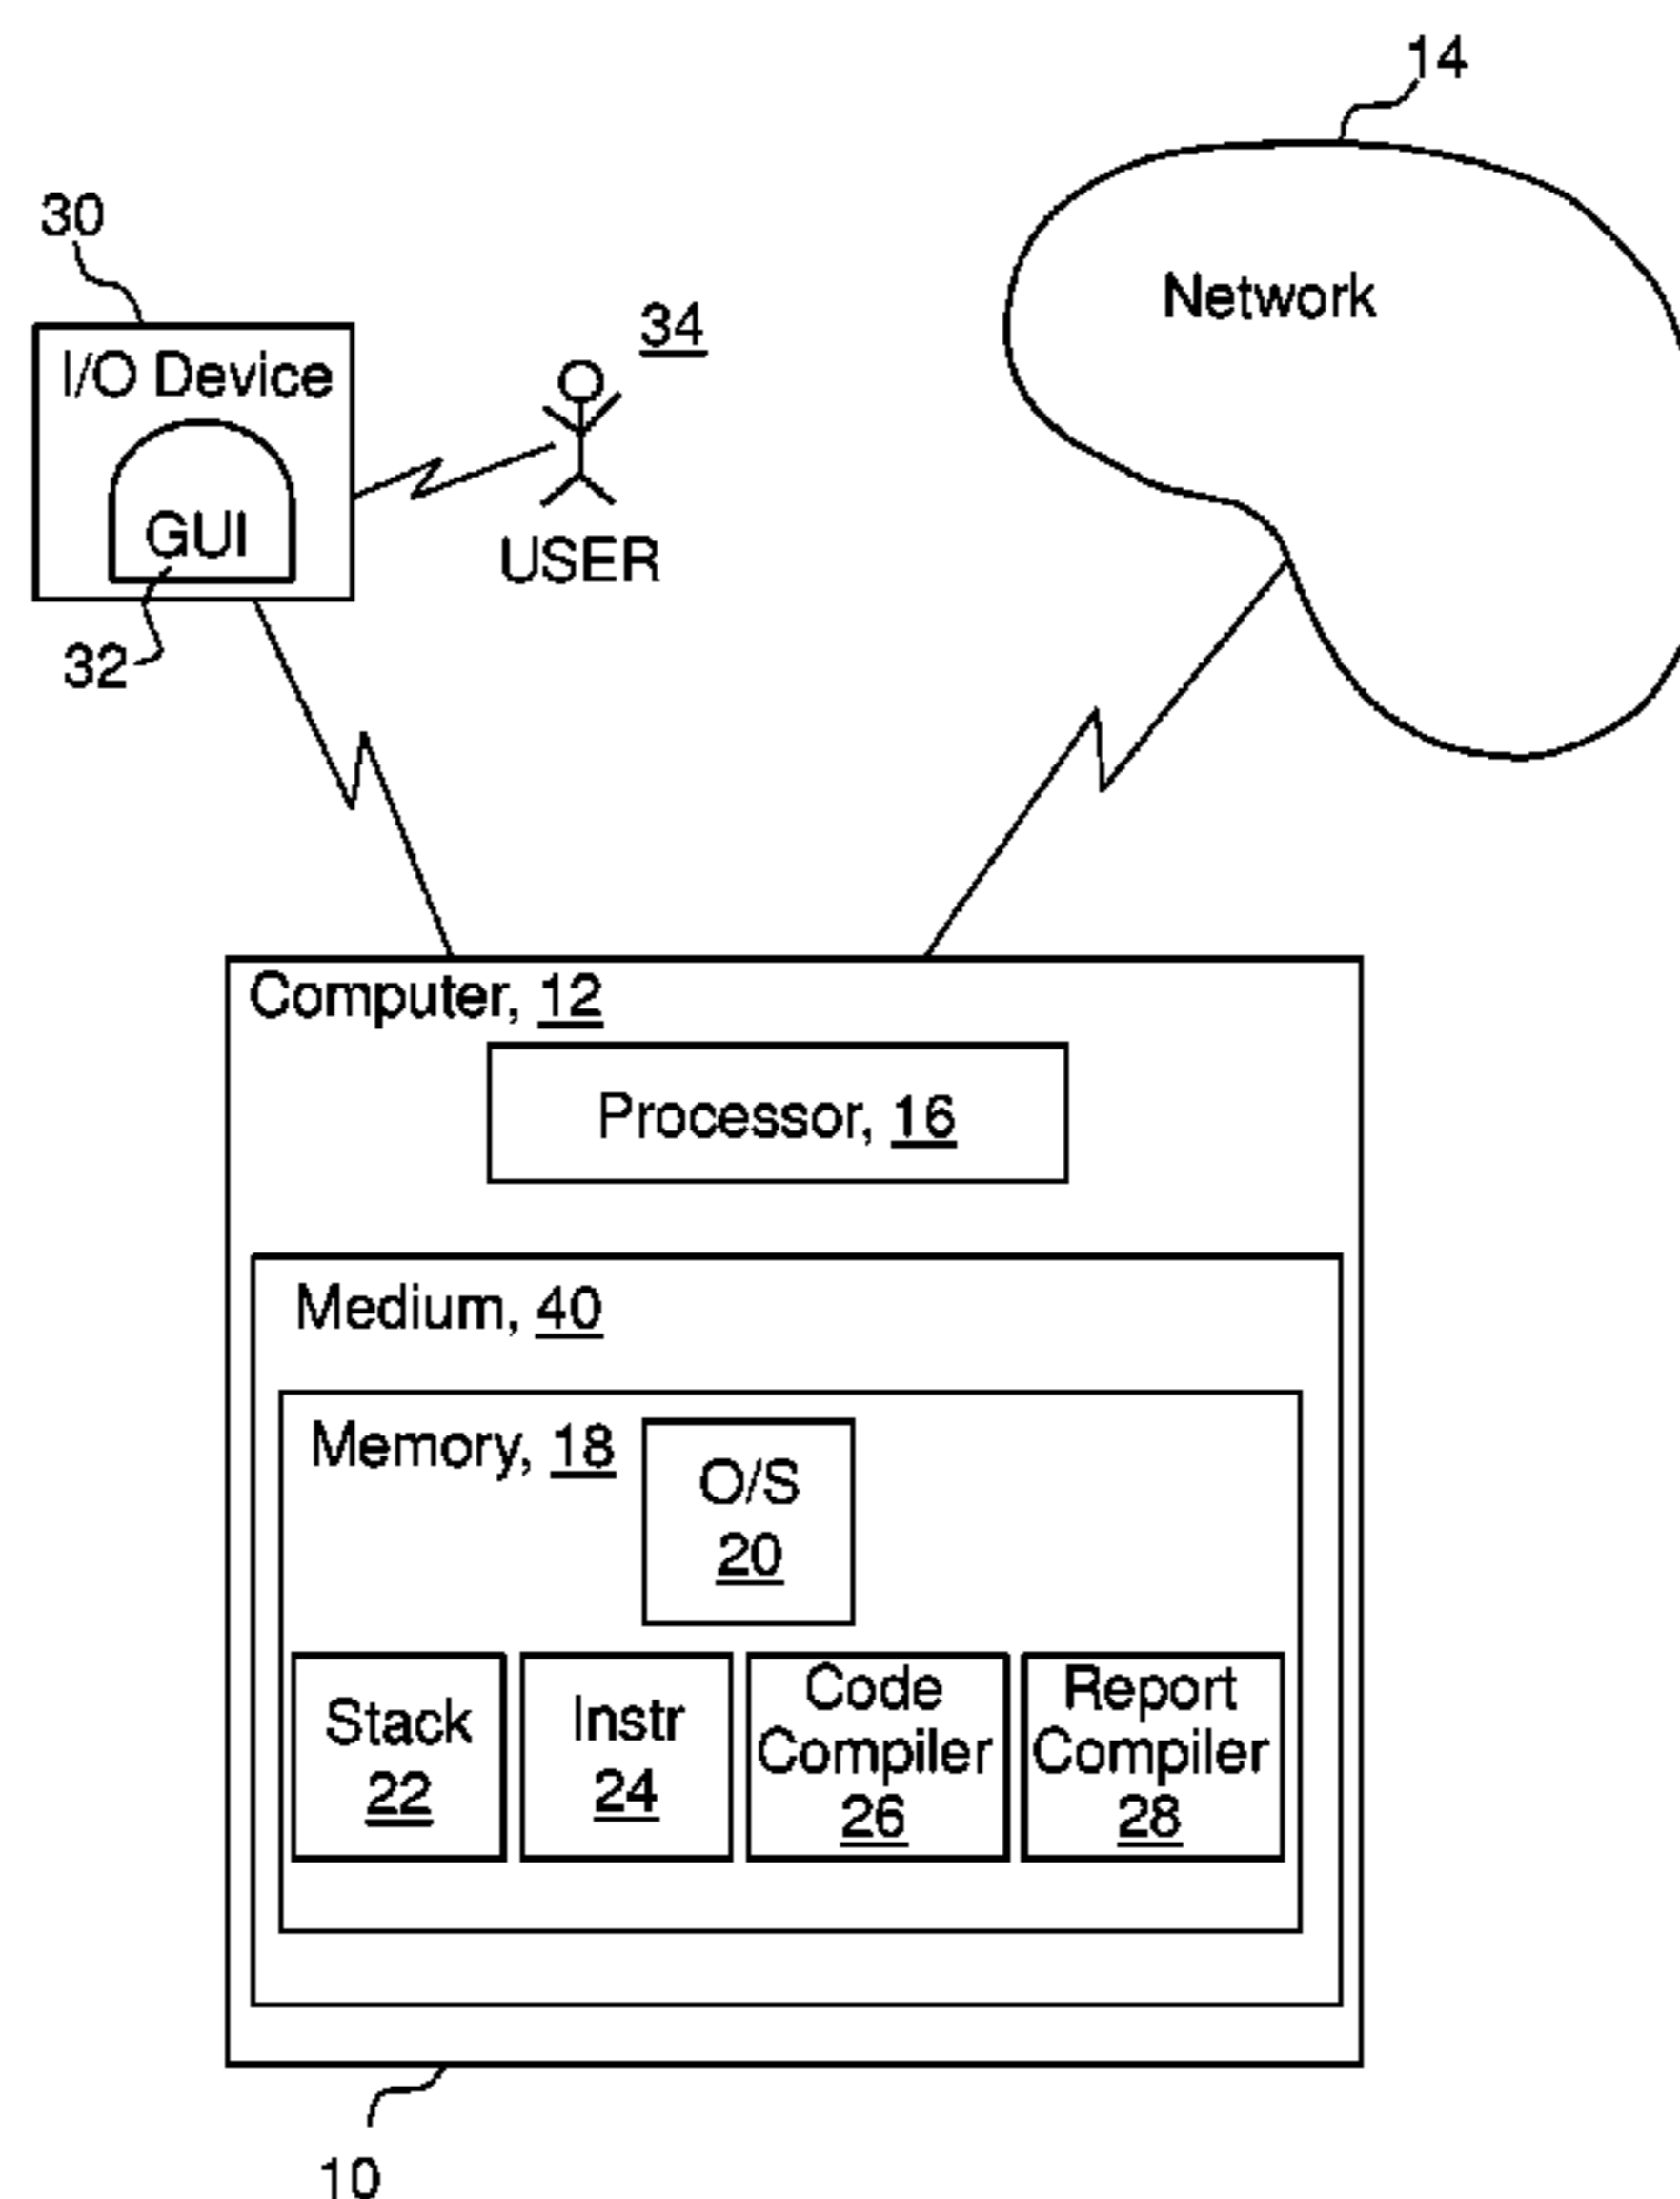 14
30
34
Network
I/O Device
GUI
USER
32
Computer, 12
Processor, 16
Medium, 40
Memory, 18
O/S
20
Stack
22
Instr
24
Code
Compiler
26
Report
Compiler
28
10